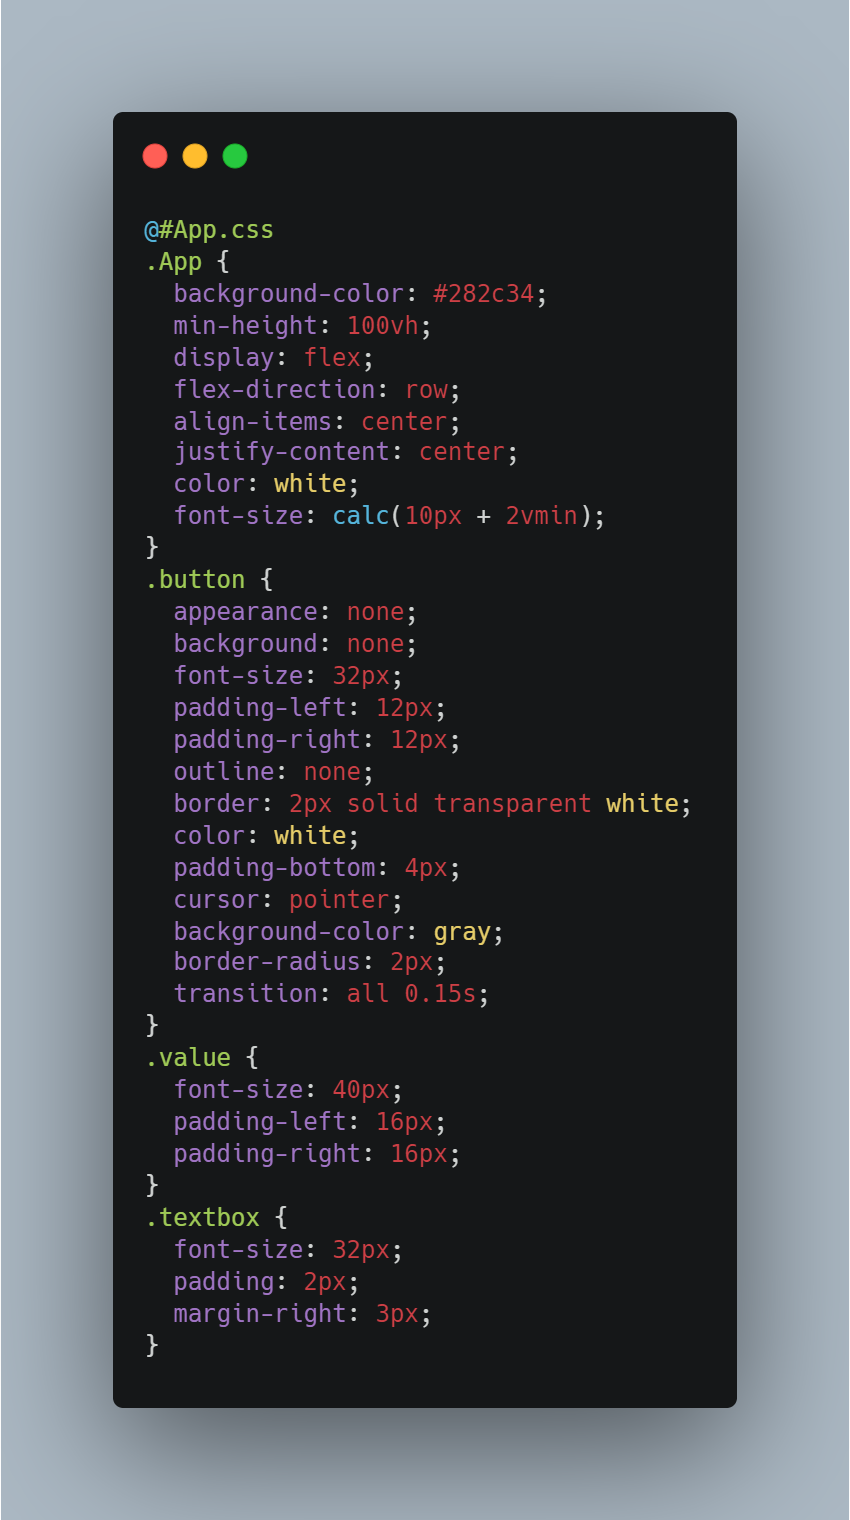 @#App.css
.App {
  background-color: #282c34;
  min-height: 100vh;
  display: flex;
  flex-direction: row;
  align-items: center;
  justify-content: center;
  color: white;
  font-size: calc(10px + 2vmin);
}
.button {
  appearance: none;
  background: none;
  font-size: 32px;
  padding-left: 12px;
  padding-right: 12px;
  outline: none;
  border: 2px solid transparent white;
  color: white;
  padding-bottom: 4px;
  cursor: pointer;
  background-color: gray;
  border-radius: 2px;
  transition: all 0.15s;
}
.value {
  font-size: 40px;
  padding-left: 16px;
  padding-right: 16px;
}
.textbox {
  font-size: 32px;
  padding: 2px;
  margin-right: 3px;
}